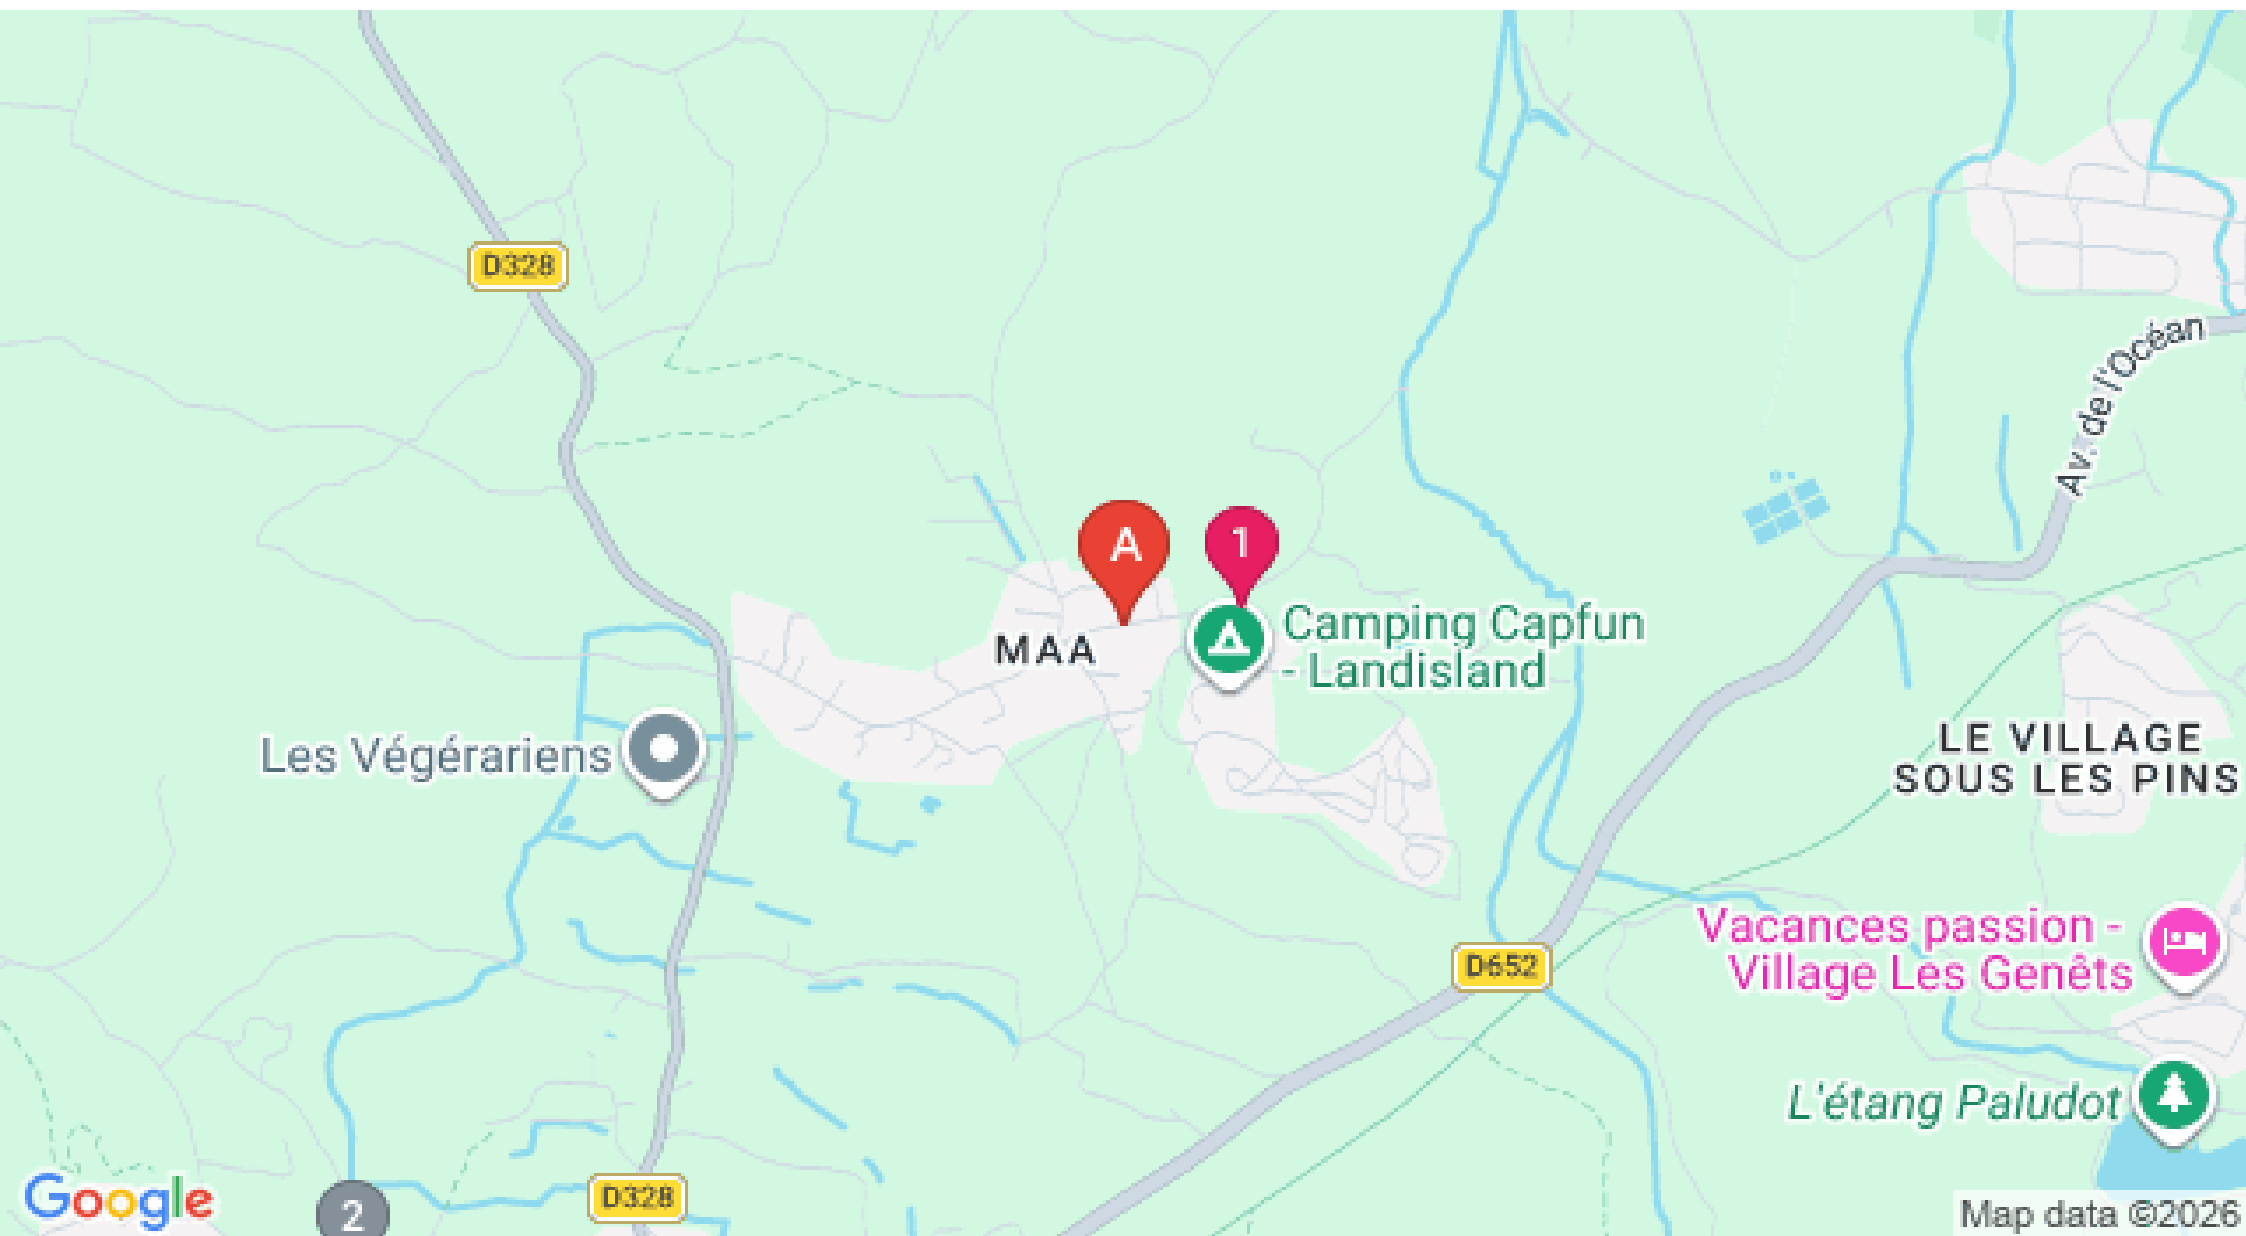 D328
Av. de l'Océan
A
1
Camping Capfun
- Landisland
MAA
Les Végérariens
LE VILLAGE
SOUS LES PINS
Vacances passion -
Village Les Genêts
D652
L'étang Paludot
D328
2
Google
Map data ©2026